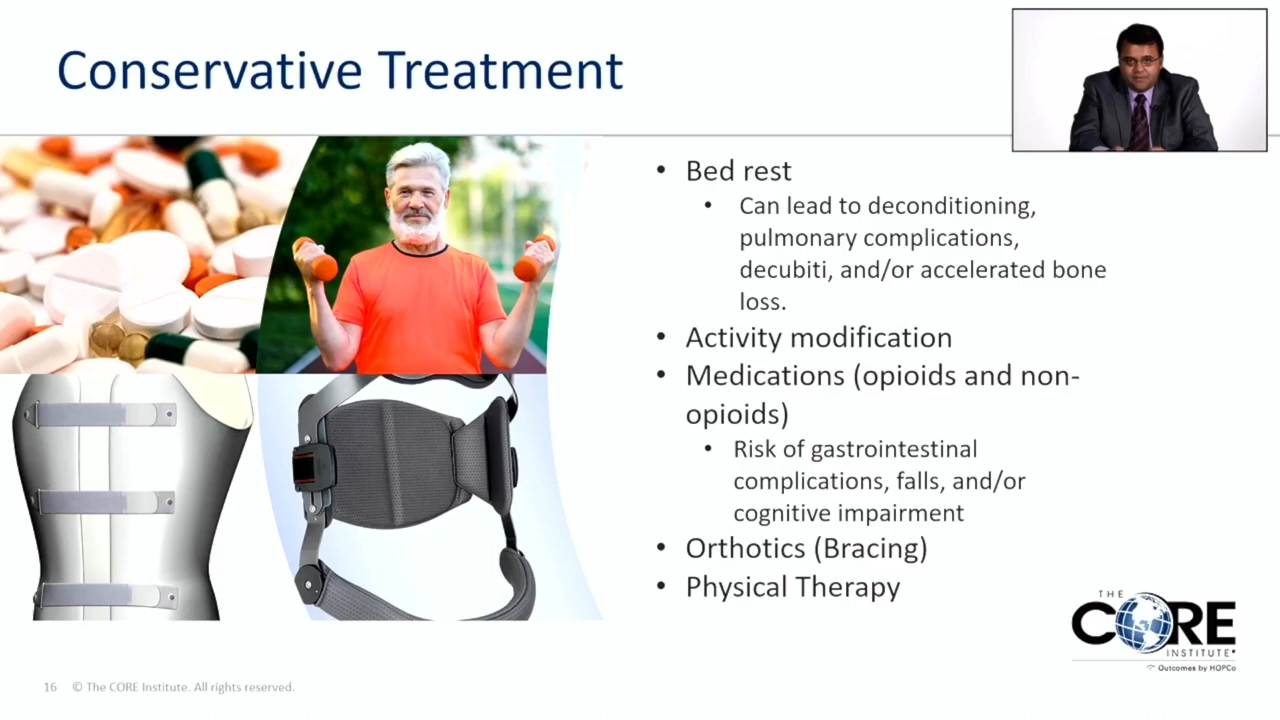 Conservative Treatment
• Bed rest
• Can lead to deconditioning,
pulmonary complications,
decubiti, and/or accelerated bone
loss.
• Activity modification
• Medications (opioids and non-
opioids)
• Risk of gastrointestinal
complications, falls, and/or
cognitive impairment
• Orthotics (Bracing)
• Physical Therapy
THE
CORE
INSTITUTE®
Outcomes by HOPCo
16 © The CORE Institute. All rights reserved.